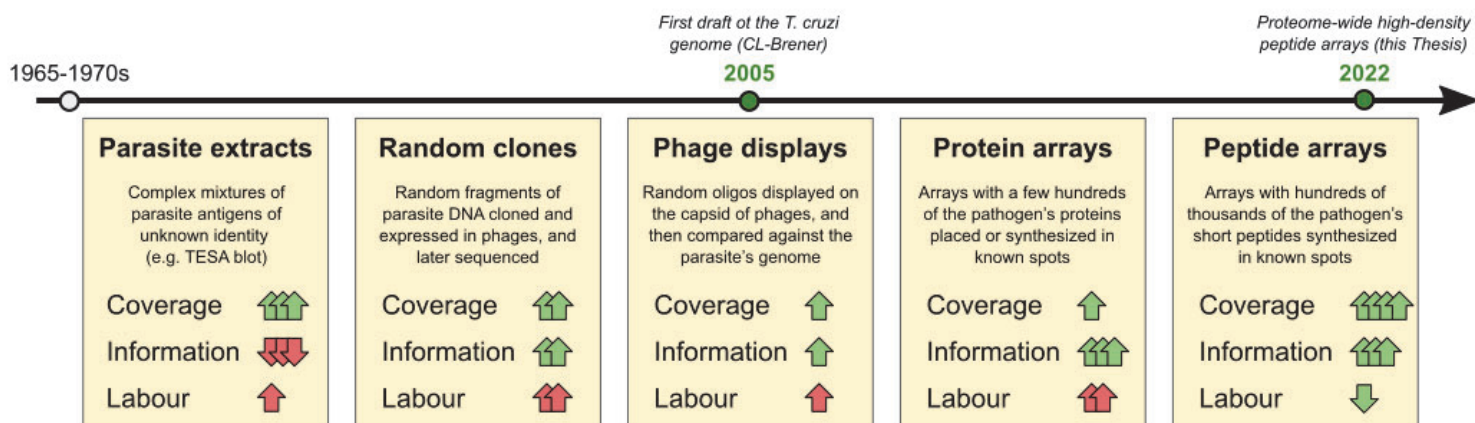 First draft ot the T. cruzi
genome (CL-Brener)
Proteome-wide high-density
peptide arrays (this Thesis)
1965-1970s
2005
2022
Parasite extracts
Complex mixtures of
parasite antigens of
unknown identity
(e.g. TESA blot)
Coverage
Information
Labour
Random clones
Random fragments of
parasite DNA cloned and
expressed in phages, and
later sequenced
Coverage
Information
Labour
Phage displays
Random oligos displayed on
the capsid of phages, and
then compared against the
parasite's genome
Coverage
Information
Labour
Protein arrays
Arrays with a few hundreds
of the pathogen's proteins
placed or synthesized in
known spots
Coverage
Information
Labour
Peptide arrays
Arrays with hundreds of
thousands of the pathogen's
short peptides synthesized
in known spots
Coverage
Information
Labour